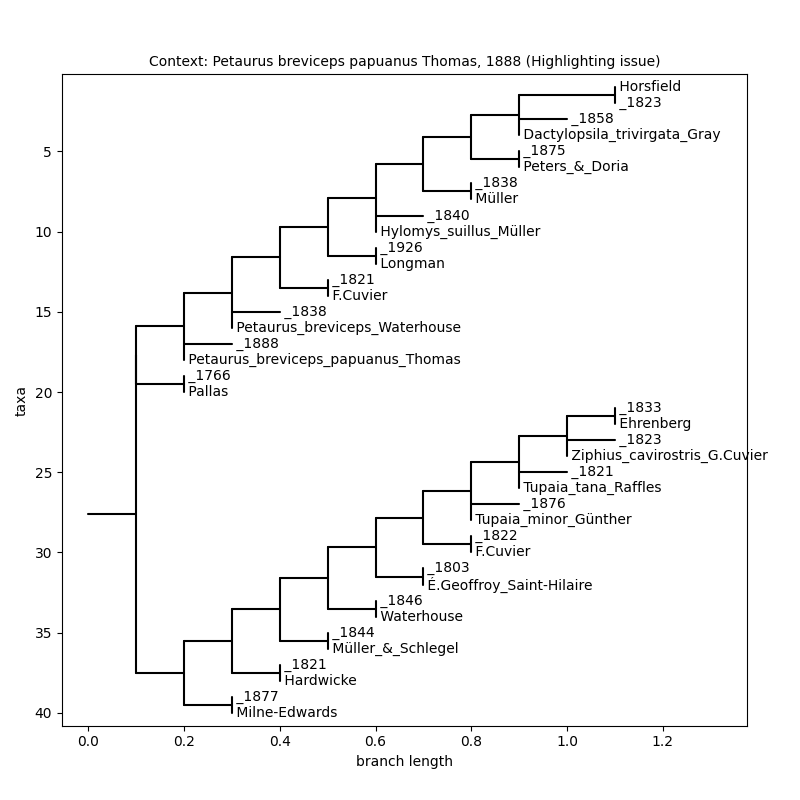 Context: Petaurus breviceps papuanus Thomas, 1888 (Highlighting issue)
Horsfield
_1823
_1858
Dactylopsila_trivirgata_Gray
_1875
Peters_&_Doria
_1838
Müller
_1840
Hylomys_suillus_Müller
_1926
Longman
_1821
F.Cuvier
_1838
Petaurus_breviceps_Waterhouse
_1888
Petaurus_breviceps_papuanus_Thomas
_1766
Pallas
_1833
Ehrenberg
_1823
Ziphius_cavirostris_G.Cuvier
_1821
Tupaia_tana_Raffles
_1876
Tupaia_minor_Günther
_1822
F.Cuvier
_1803
É.Geoffroy_Saint-Hilaire
_1846
Waterhouse
_1844
Müller_&_Schlegel
_1821
Hardwicke
_1877
Milne-Edwards
5
10
15
20
25
30
35
40
taxa
0.0 0.2 0.4 0.6 0.8 1.0 1.2
branch length